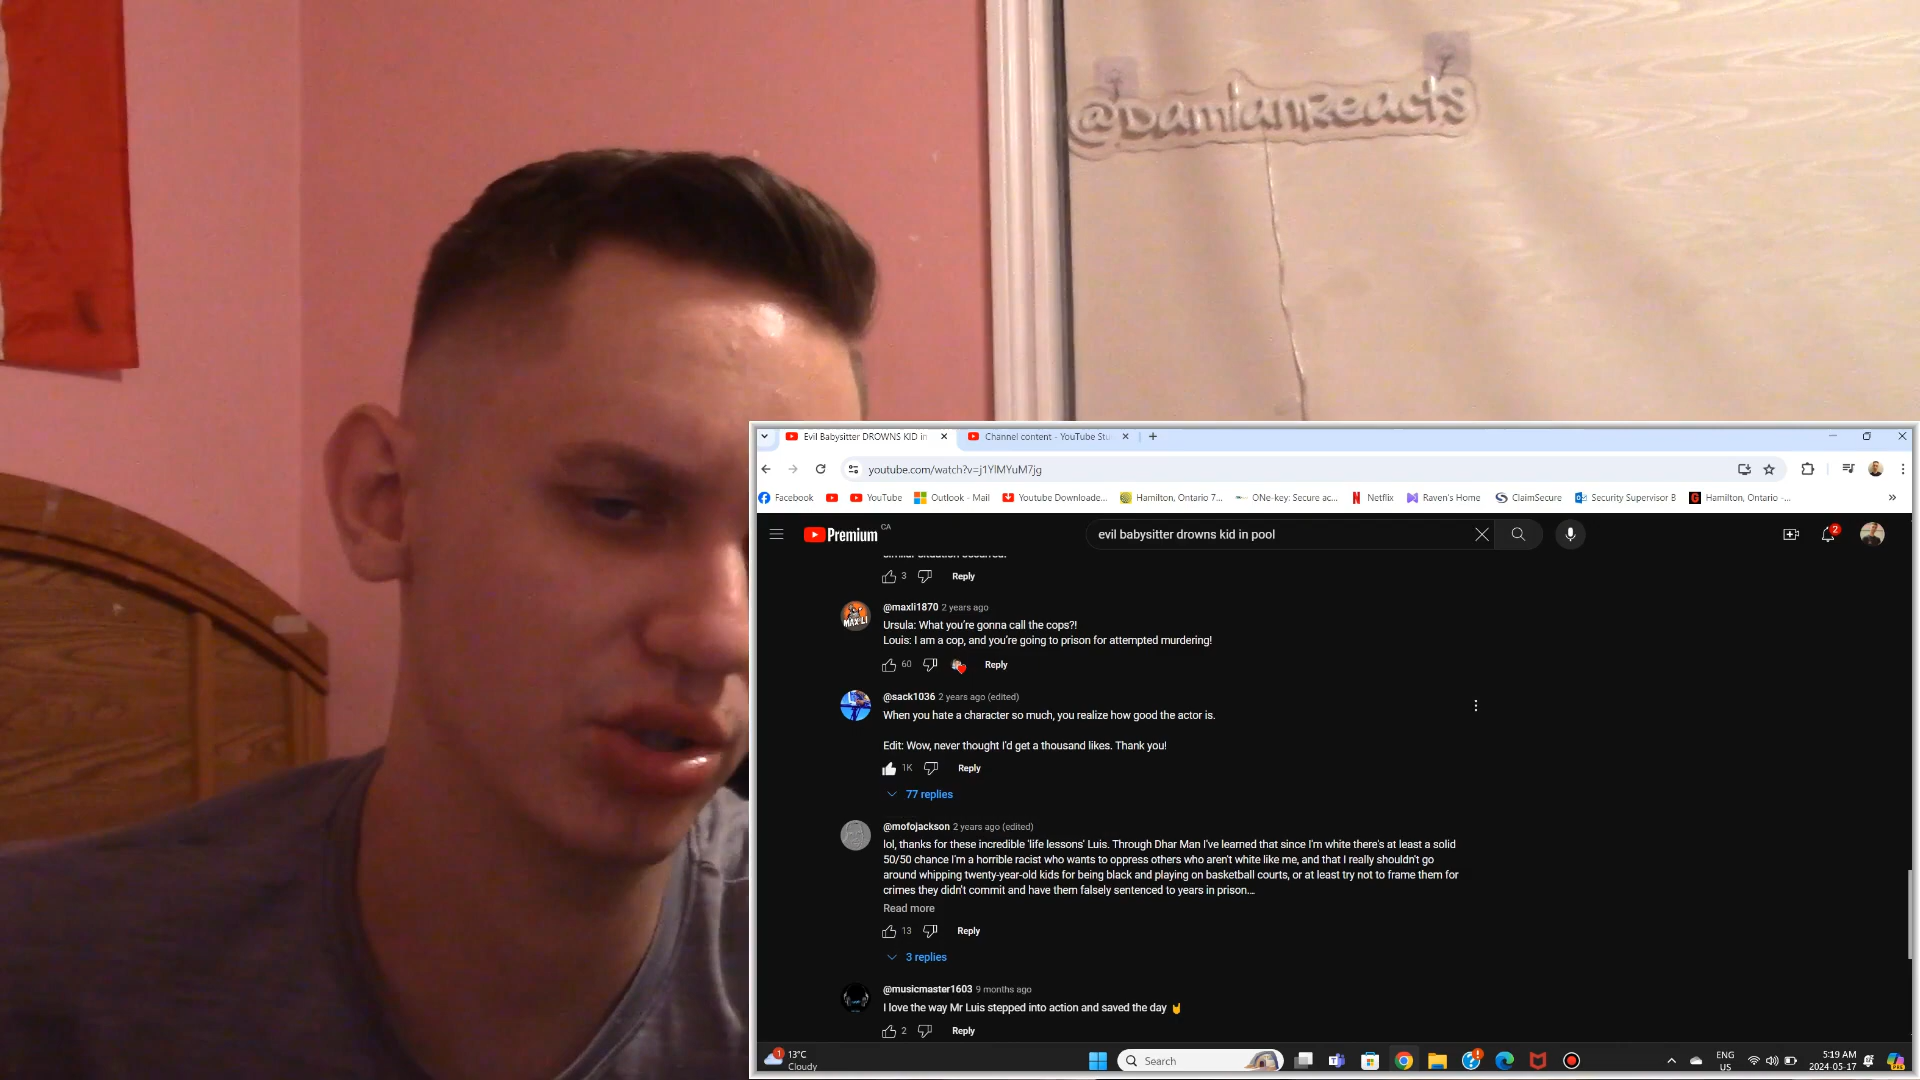 @DamianReacts
Evil Babysitter DROWNS KID in
Channel content - YouTube Stu
youtube.com/watch?v=j1YlMYuM7jg
Facebook
YouTube
Outlook - Mail
Youtube Downloade...
Hamilton, Ontario 7...
ONe-key: Secure ac...
Netflix
Raven's Home
ClaimSecure
Security Supervisor B
Hamilton, Ontario -...
Premium CA
evil babysitter drowns kid in pool
2
3 Reply
@maxli1870 2 years ago
Ursula: What you're gonna call the cops?!
Louis: I am a cop, and you're going to prison for attempted murdering!
60 Reply
@sack1036 2 years ago (edited)
When you hate a character so much, you realize how good the actor is.
Edit: Wow, never thought I'd get a thousand likes. Thank you!
1K Reply
77 replies
@mofojackson 2 years ago (edited)
lol, thanks for these incredible 'life lessons' Luis. Through Dhar Man I've learned that since I'm white there's at least a solid
50/50 chance I'm a horrible racist who wants to oppress others who aren't white like me, and that I really shouldn't go
around whipping twenty-year-old kids for being black and playing on basketball courts, or at least try not to frame them for
crimes they didn't commit and have them falsely sentenced to years in prison...
Read more
13 Reply
3 replies
@musicmaster1603 9 months ago
I love the way Mr Luis stepped into action and saved the day 🤘
2 Reply
1
13°C
Cloudy
Search
ENG
US
5:19 AM
2024-05-17